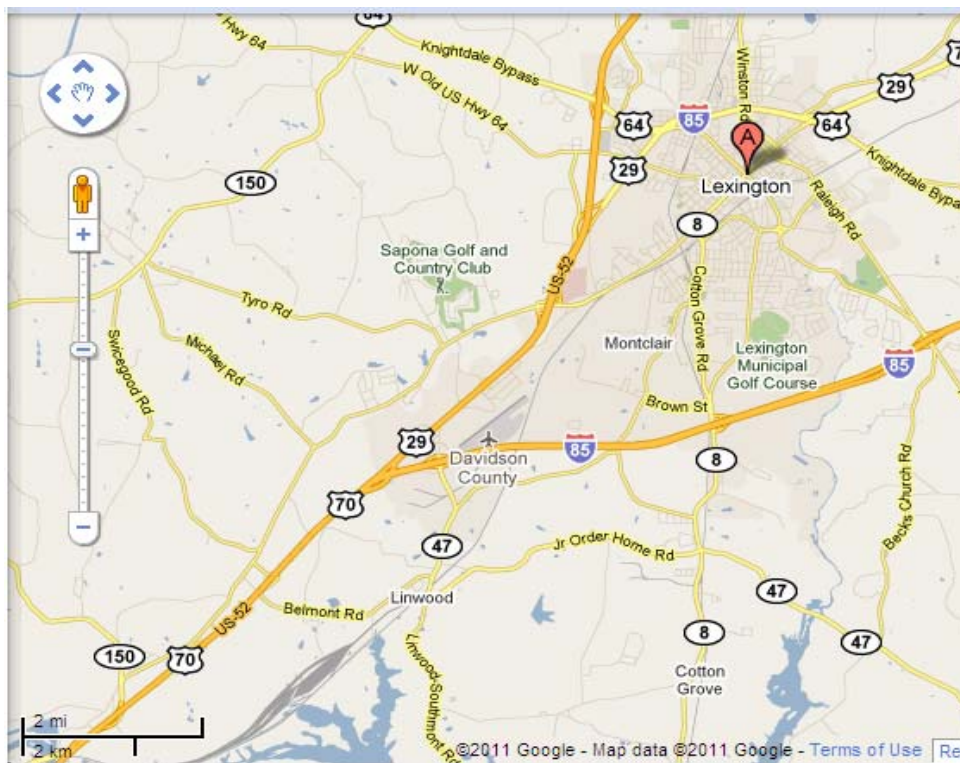 64
Hwy 64
Knightdale Bypass
W Old US Hwy 64
Winston Rd
29
85
64
64
29
A
Lexington
Knightdale Bypa
150
8
Raleigh Rd
Sapona Golf and
Country Club
US-52
Tyro Rd
Cotton Grove Rd
Montclair
Michael Rd
Swicegood Rd
Lexington
Municipal
Golf Course
85
Brown St
29
85
Davidson
County
8
70
Becks Church Rd
47
Jr Order Home Rd
Linwood
47
Belmont Rd
US-52
8
47
150
70
Linwood-Southmont Rd
Cotton
Grove
2 mi
2 km
©2011 Google - Map data ©2011 Google - Terms of Use
Re